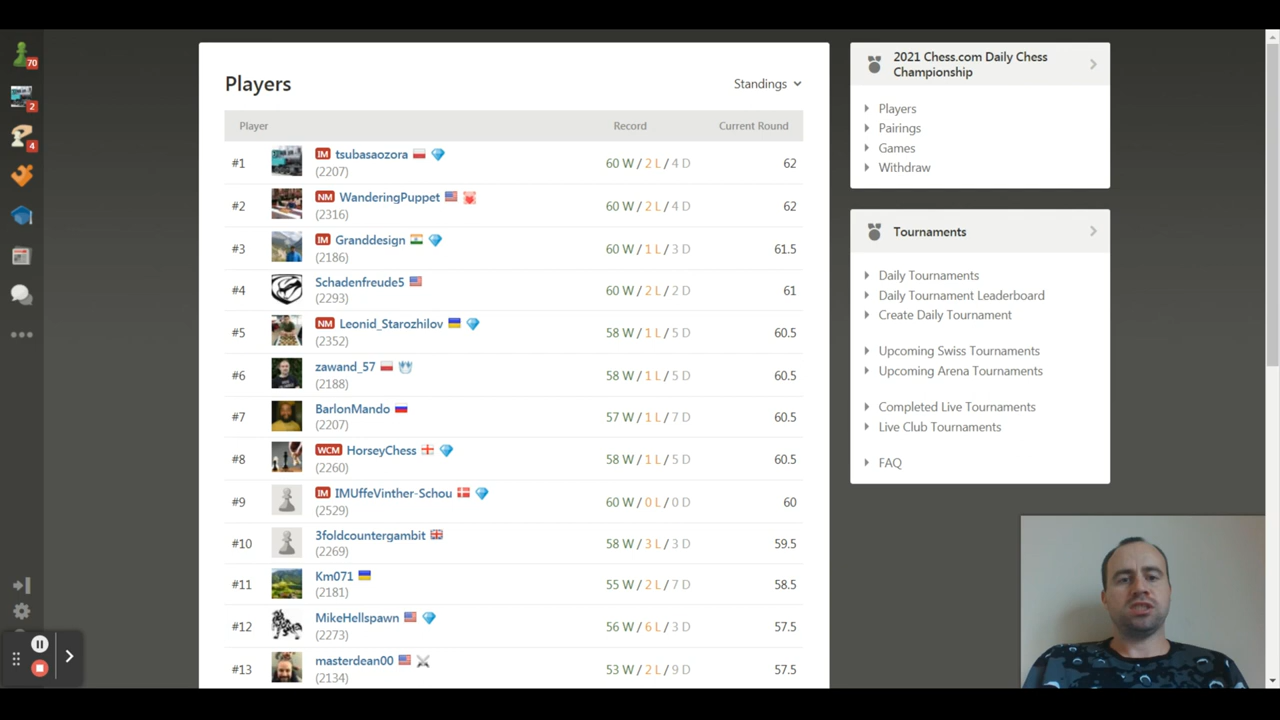 70
2
4
Players
Standings
Player Record Current Round
#1 IM tsubasaozora (2207) 60 W / 2 L / 4 D 62
#2 NM WanderingPuppet (2316) 60 W / 2 L / 4 D 62
#3 IM Granddesign (2186) 60 W / 1 L / 3 D 61.5
#4 Schadenfreude5 (2293) 60 W / 2 L / 2 D 61
#5 NM Leonid_Starozhilov (2352) 58 W / 1 L / 5 D 60.5
#6 zawand_57 (2188) 58 W / 1 L / 5 D 60.5
#7 BarlonMando (2207) 57 W / 1 L / 7 D 60.5
#8 WCM HorseyChess (2260) 58 W / 1 L / 5 D 60.5
#9 IM IMUffeVinther-Schou (2529) 60 W / 0 L / 0 D 60
#10 3foldcountergambit (2269) 58 W / 3 L / 3 D 59.5
#11 Km071 (2181) 55 W / 2 L / 7 D 58.5
#12 MikeHellspawn (2273) 56 W / 6 L / 3 D 57.5
#13 masterdean00 (2134) 53 W / 2 L / 9 D 57.5
2021 Chess.com Daily Chess
Championship
Players
Pairings
Games
Withdraw
Tournaments
Daily Tournaments
Daily Tournament Leaderboard
Create Daily Tournament
Upcoming Swiss Tournaments
Upcoming Arena Tournaments
Completed Live Tournaments
Live Club Tournaments
FAQ